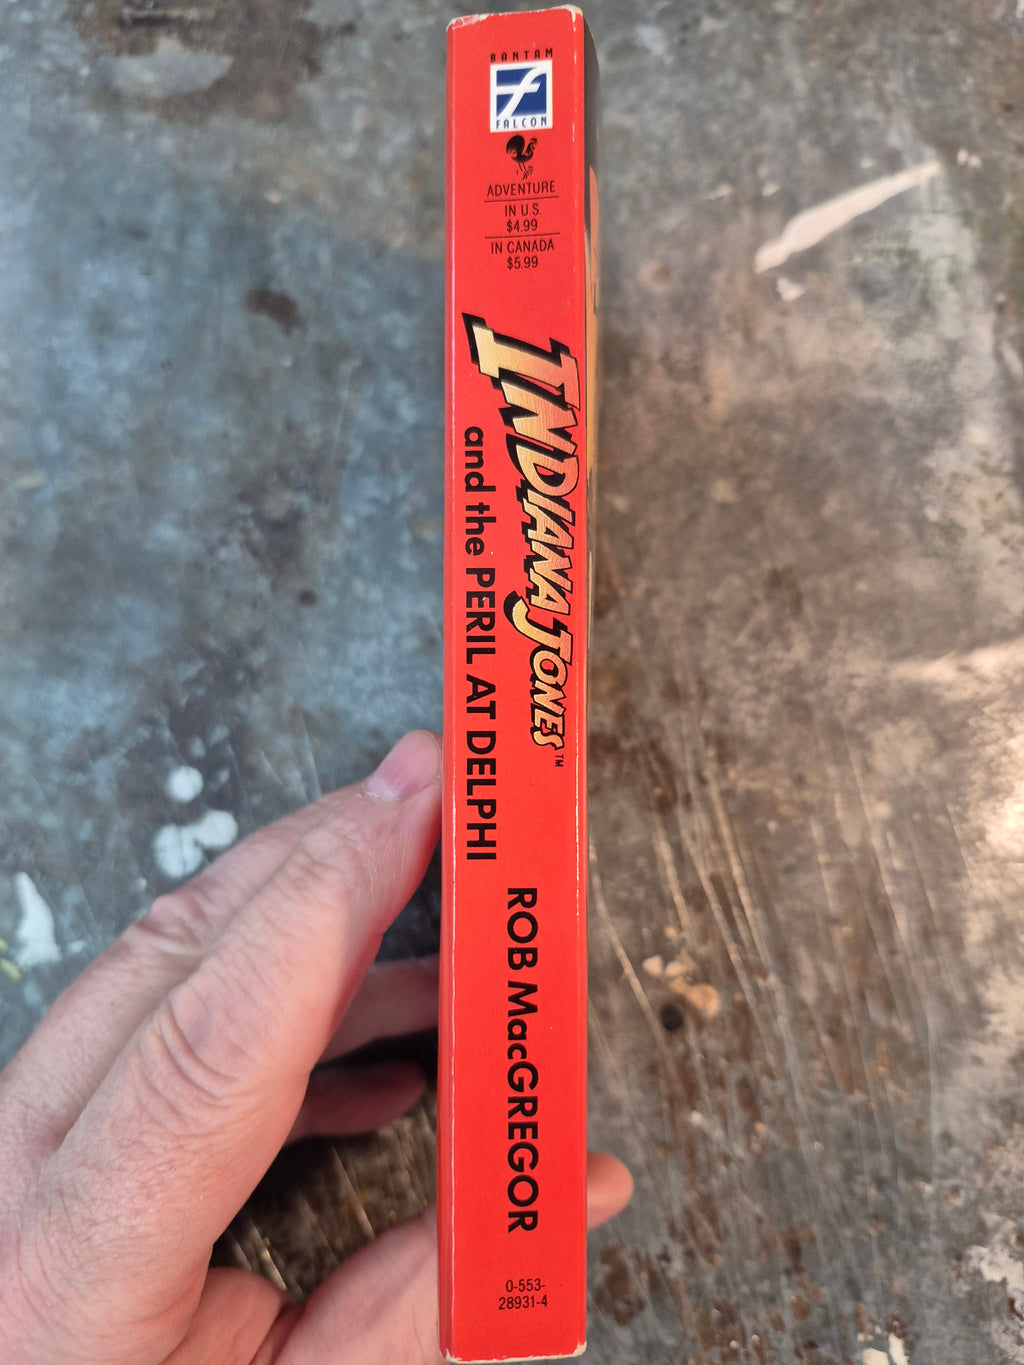 BANTAM
FALCON
ADVENTURE
IN U.S.
$4.99
IN CANADA
$5.99
INDIANA JONES™
and the PERIL AT DELPHI
ROB MacGREGOR
0-553-
28931-4